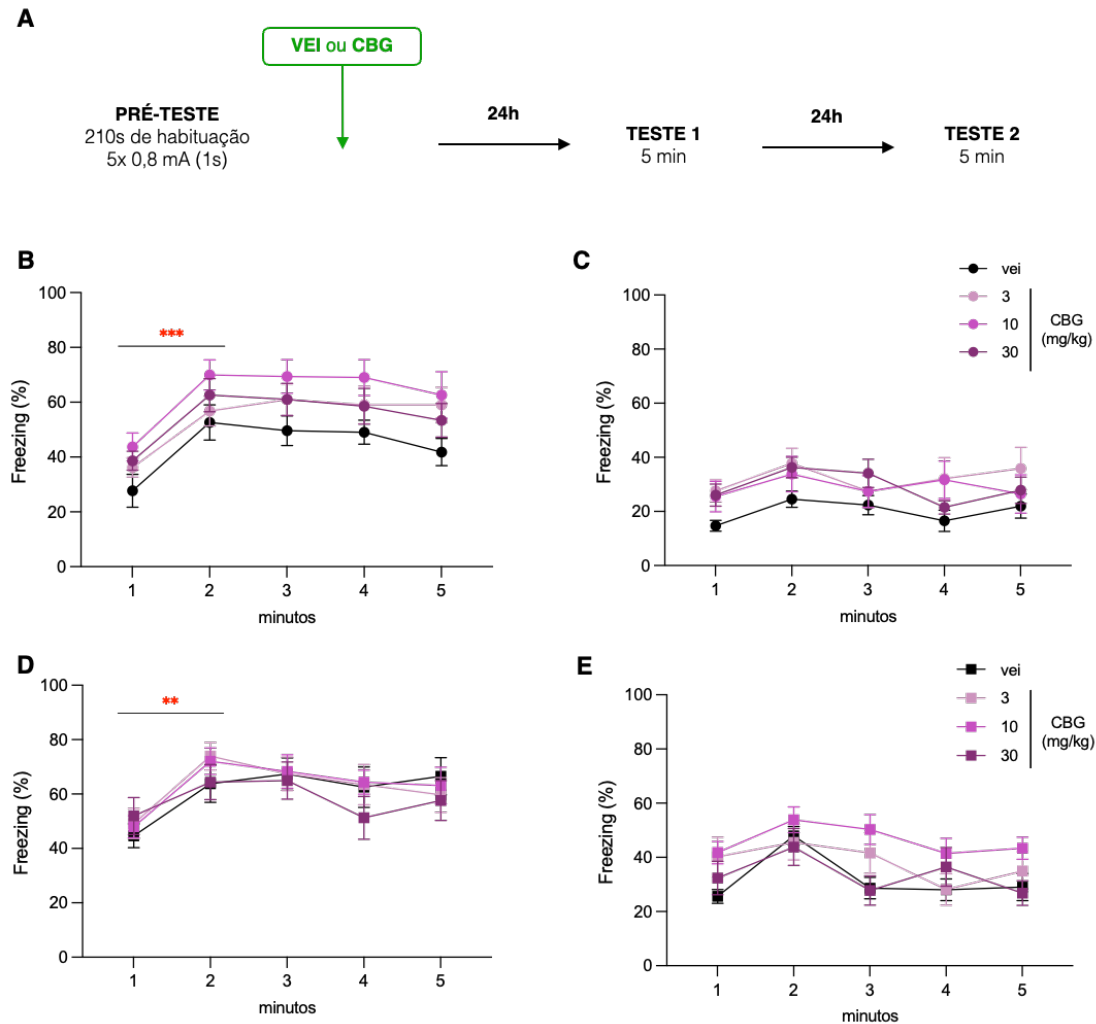 A
VEI ou CBG
PRÉ-TESTE
210s de habituação
5x 0,8 mA (1s)
24h
TESTE 1
5 min
24h
TESTE 2
5 min
B
Freezing (%)
100
80
60
40
20
0
***
1 2 3 4 5
minutos
C
Freezing (%)
100
80
60
40
20
0
1 2 3 4 5
minutos
vei
3
10
30
CBG
(mg/kg)
D
Freezing (%)
100
80
60
40
20
0
**
1 2 3 4 5
minutos
E
Freezing (%)
100
80
60
40
20
0
1 2 3 4 5
minutos
vei
3
10
30
CBG
(mg/kg)